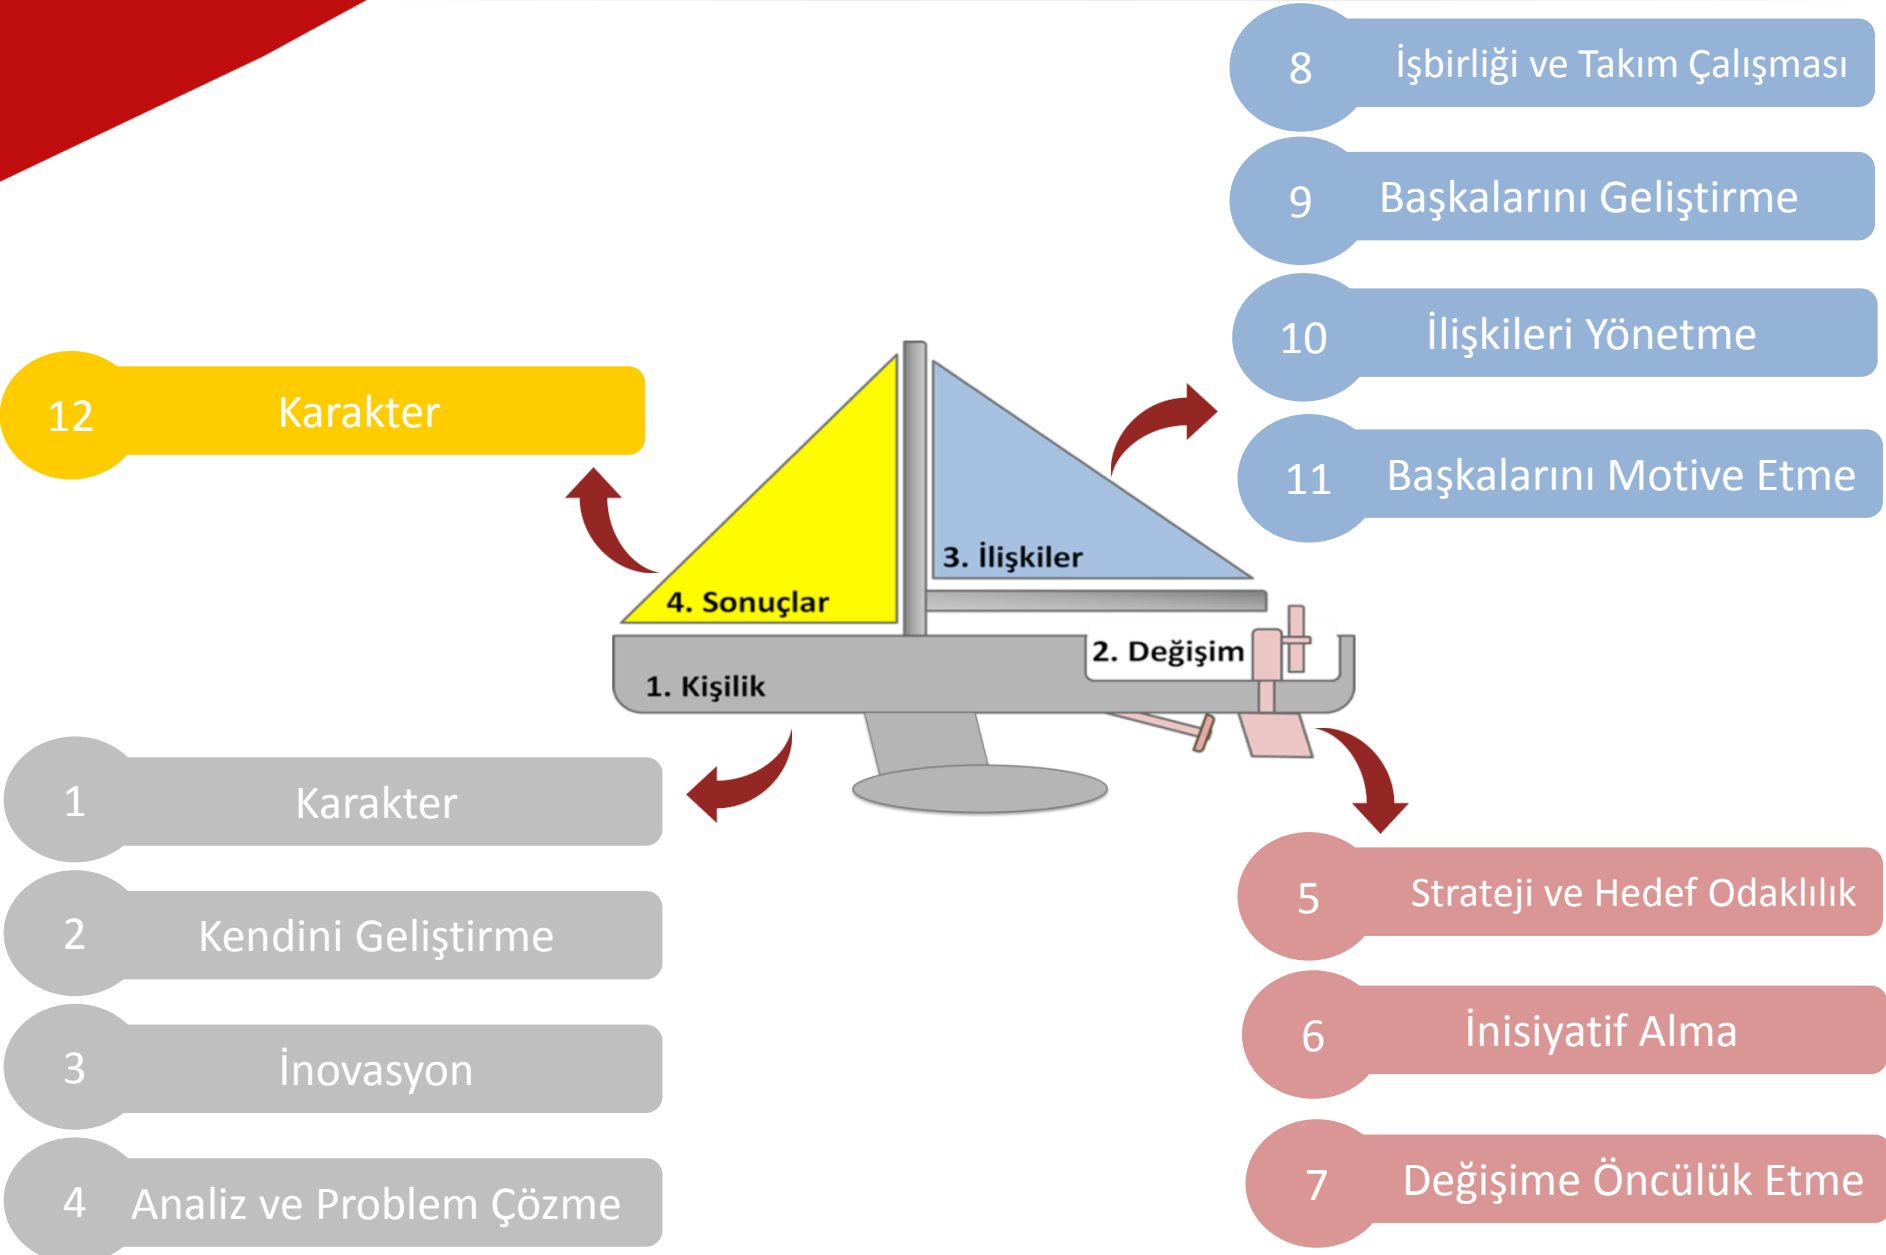 8 İşbirliği ve Takım Çalışması
9 Başkalarını Geliştirme
10 İlişkileri Yönetme
11 Başkalarını Motive Etme
12 Karakter
3. İlişkiler
4. Sonuçlar
2. Değişim
1. Kişilik
1 Karakter
2 Kendini Geliştirme
3 İnovasyon
4 Analiz ve Problem Çözme
5 Strateji ve Hedef Odaklılık
6 İnisiyatif Alma
7 Değişime Öncülük Etme